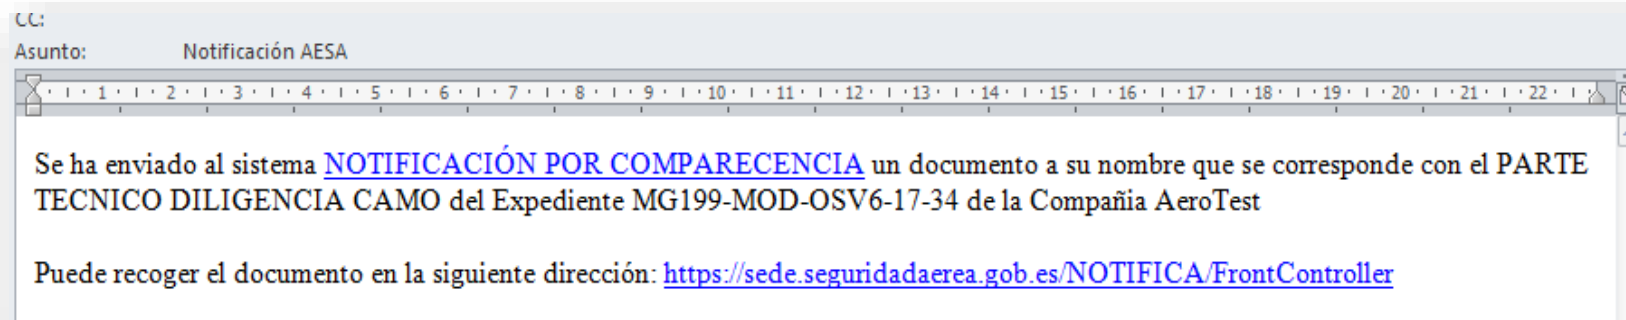 CC:
Asunto: Notificación AESA
1 2 3 4 5 6 7 8 9 10 11 12 13 14 15 16 17 18 19 20 21 22
Se ha enviado al sistema NOTIFICACIÓN POR COMPARECENCIA un documento a su nombre que se corresponde con el PARTE
TECNICO DILIGENCIA CAMO del Expediente MG199-MOD-OSV6-17-34 de la Compañia AeroTest
Puede recoger el documento en la siguiente dirección: https://sede.seguridadaerea.gob.es/NOTIFICA/FrontController